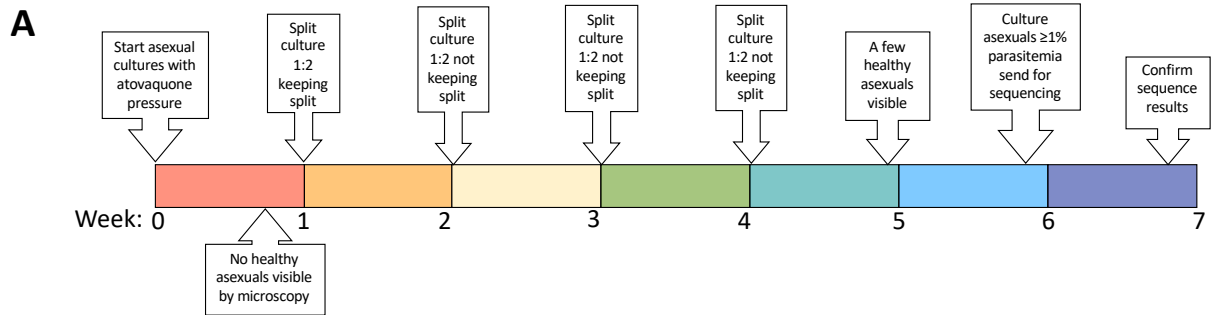 A
Start asexual
cultures with
atovaquone
pressure
Split
culture
1:2
keeping
split
Split
culture
1:2 not
keeping
split
Split
culture
1:2 not
keeping
split
Split
culture
1:2 not
keeping
split
A few
healthy
asexuals
visible
Culture
asexuals ≥1%
parasitemia
send for
sequencing
Confirm
sequence
results
Week: 0 1 2 3 4 5 6 7
No healthy
asexuals visible
by microscopy